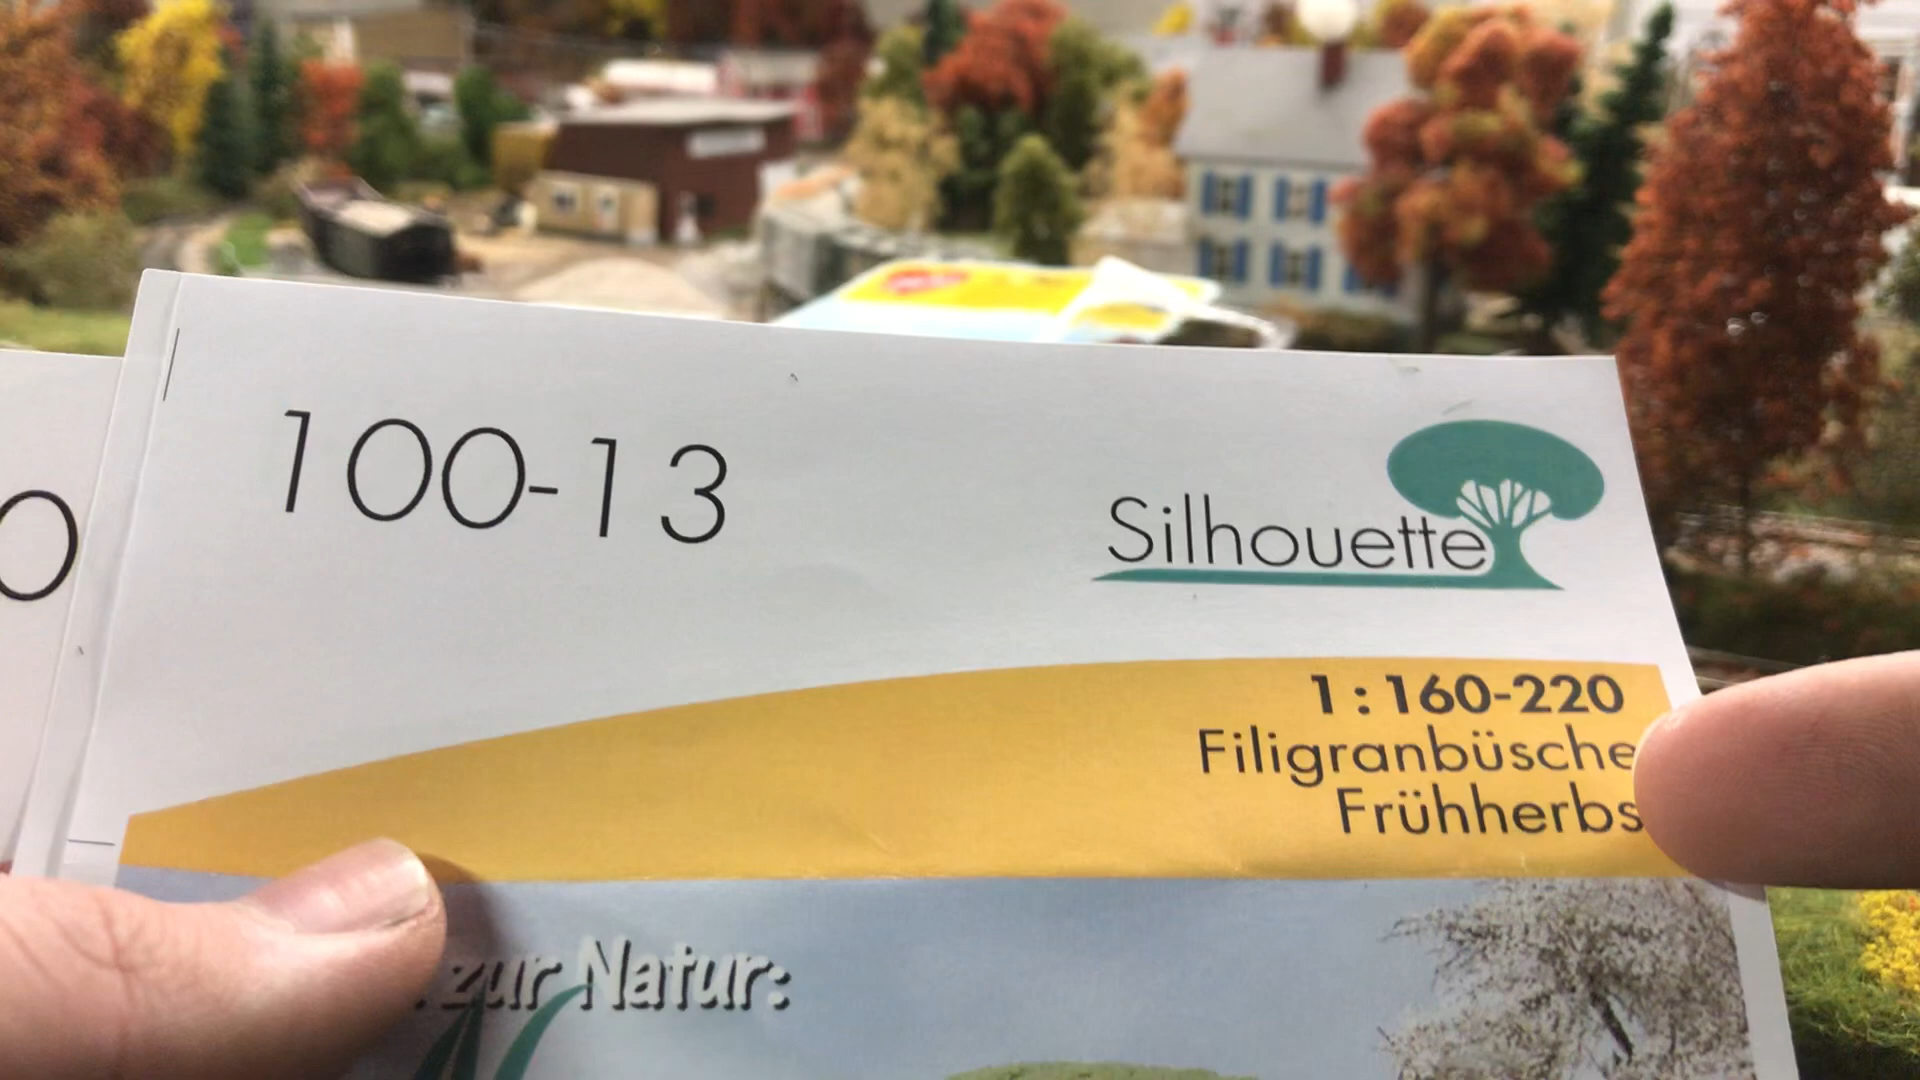 100-13
Silhouette
1:160-220
Filigranbüsche
Frühherbs
zur Natur: